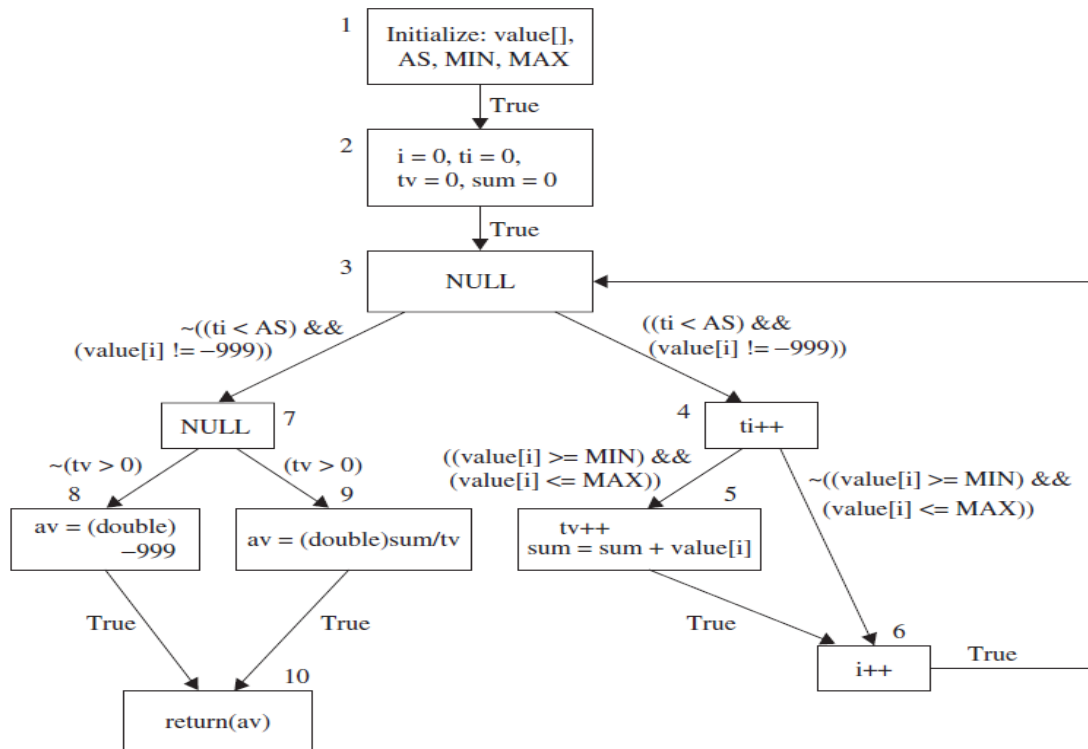 1
Initialize: value[],
AS, MIN, MAX
True
2
i = 0, ti = 0,
tv = 0, sum = 0
True
3
NULL
~((ti < AS) &&
(value[i] != −999))
((ti < AS) &&
(value[i] != −999))
NULL
7
4
ti++
~(tv > 0)
(tv > 0)
((value[i] >= MIN) &&
(value[i] <= MAX))
~((value[i] >= MIN) &&
(value[i] <= MAX))
8
9
5
av = (double)
−999
av = (double)sum/tv
tv++
sum = sum + value[i]
True
True
True
6
i++
True
10
return(av)